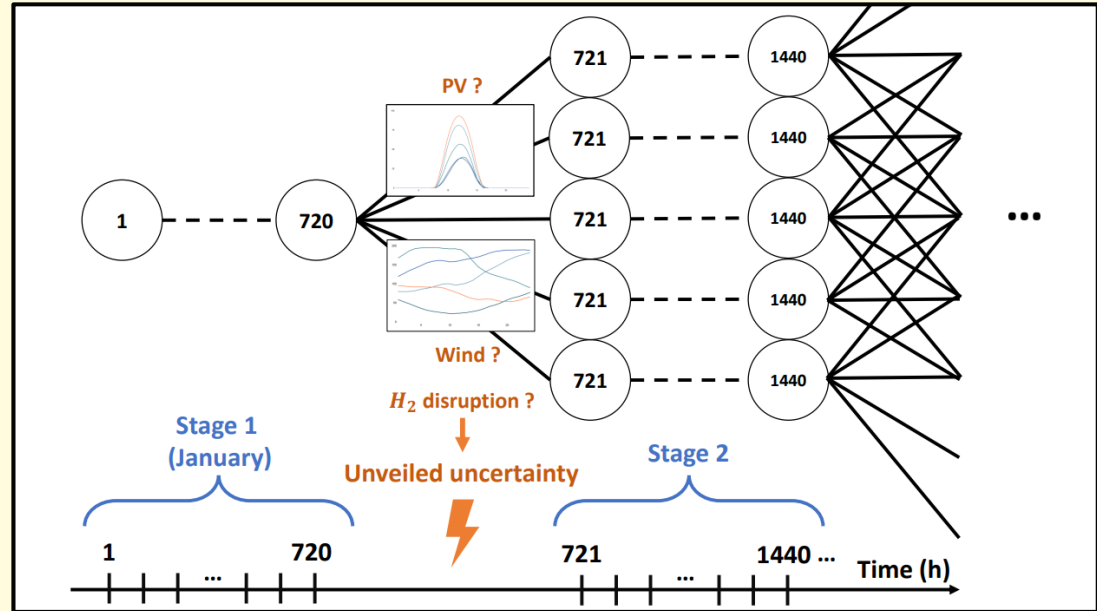 721
1440
PV ?
721
1440
1
720
721
1440
...
721
1440
Wind ?
721
1440
H₂ disruption ?
Stage 1
(January)
Unveiled uncertainty
Stage 2
1
720
721
1440 ...
...
...
Time (h)